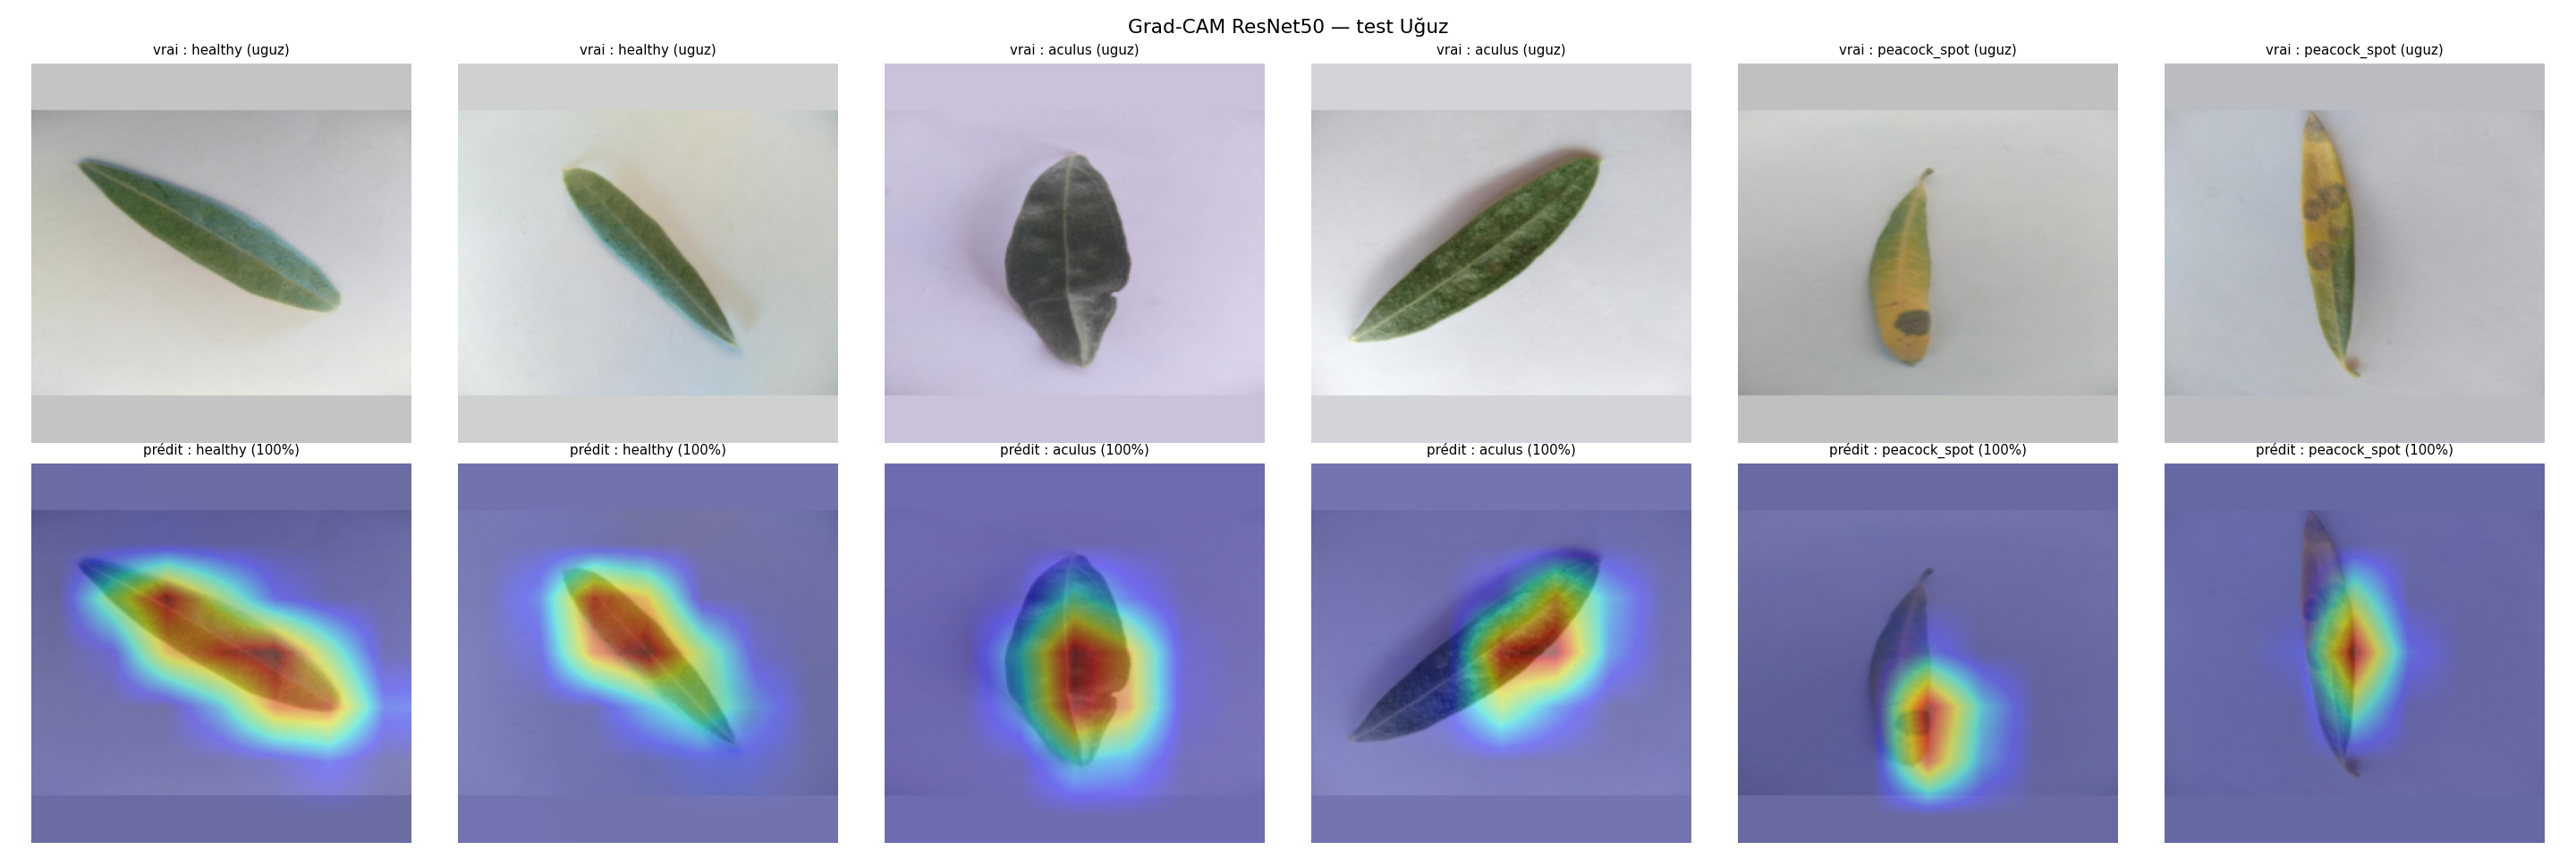 Grad-CAM ResNet50 — test Uğuz
vrai : healthy (uguz)
vrai : healthy (uguz)
vrai : aculus (uguz)
vrai : aculus (uguz)
vrai : peacock_spot (uguz)
vrai : peacock_spot (uguz)
prédit : healthy (100%)
prédit : healthy (100%)
prédit : aculus (100%)
prédit : aculus (100%)
prédit : peacock_spot (100%)
prédit : peacock_spot (100%)